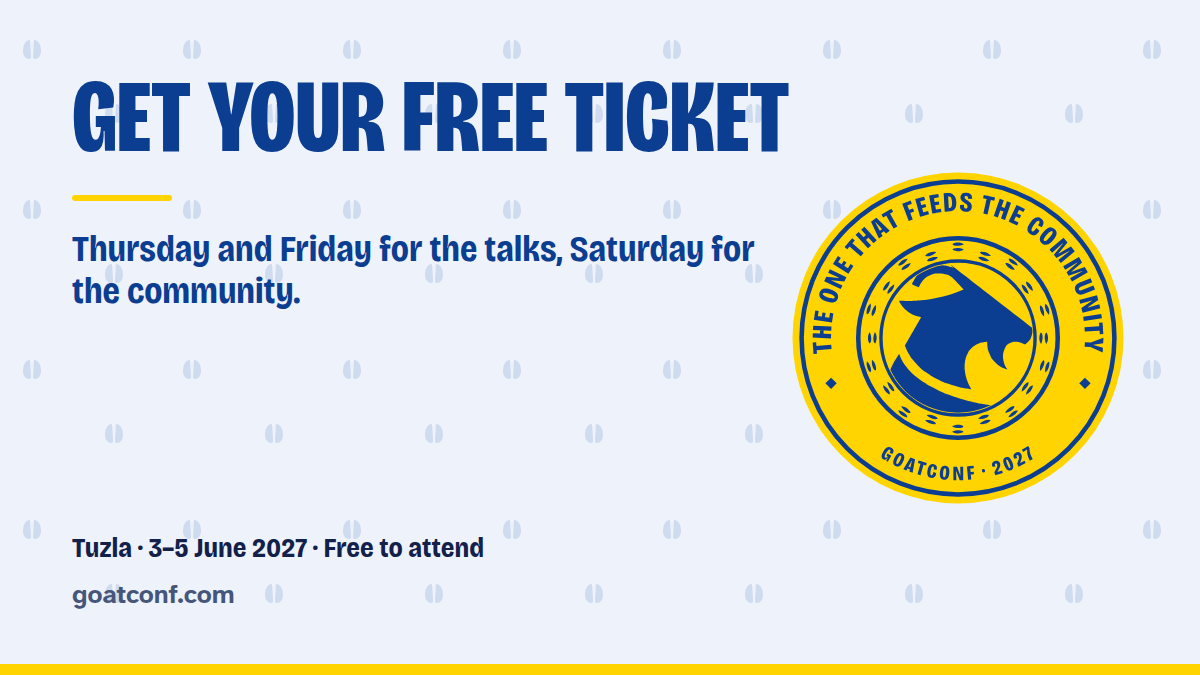 GET YOUR FREE TICKET
Thursday and Friday for the talks, Saturday for
the community.
THE ONE THAT FEEDS THE COMMUNITY
GOATCONF · 2027
Tuzla · 3–5 June 2027 · Free to attend
goatconf.com